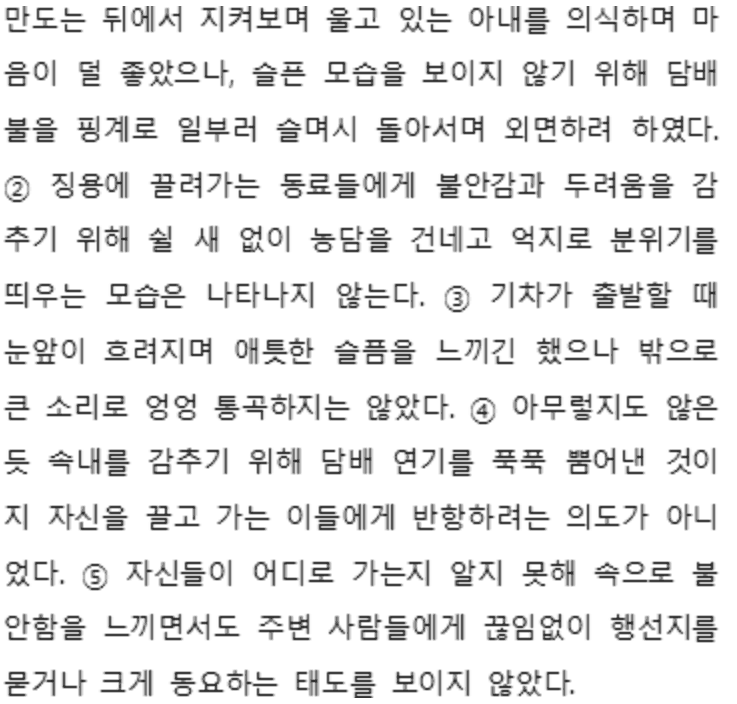 만도는 뒤에서 지켜보며 울고 있는 아내를 의식하며 마
음이 덜 좋았으나, 슬픈 모습을 보이지 않기 위해 담배
불을 핑계로 일부러 슬며시 돌아서며 외면하려 하였다.
② 징용에 끌려가는 동료들에게 불안감과 두려움을 감
추기 위해 쉴 새 없이 농담을 건네고 억지로 분위기를
띄우는 모습은 나타나지 않는다. ③ 기차가 출발할 때
눈앞이 흐려지며 애틋한 슬픔을 느끼긴 했으나 밖으로
큰 소리로 엉엉 통곡하지는 않았다. ④ 아무렇지도 않은
듯 속내를 감추기 위해 담배 연기를 푹푹 뿜어낸 것이
지 자신을 끌고 가는 이들에게 반항하려는 의도가 아니
었다. ⑤ 자신들이 어디로 가는지 알지 못해 속으로 불
안함을 느끼면서도 주변 사람들에게 끊임없이 행선지를
묻거나 크게 동요하는 태도를 보이지 않았다.